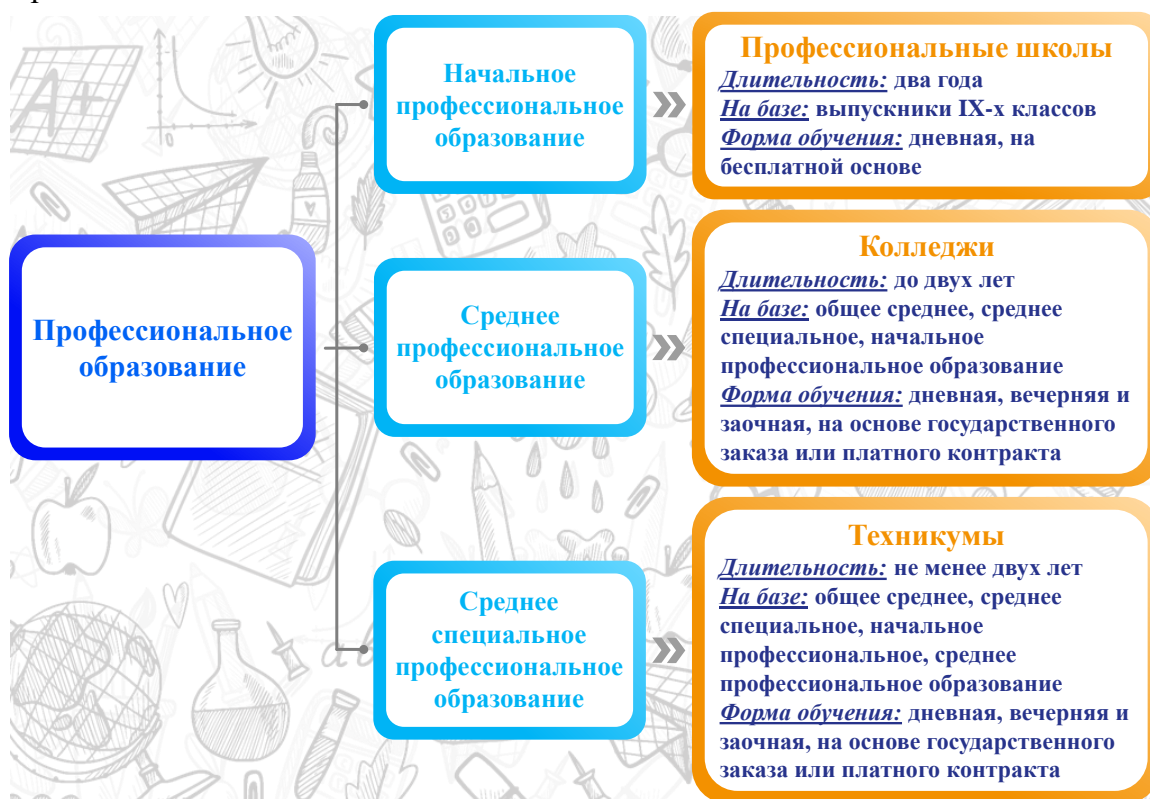 Профессиональное
образование
Начальное
профессиональное
образование
Профессиональные школы
Длительность: два года
На базе: выпускники IX-х классов
Форма обучения: дневная, на
бесплатной основе
Среднее
профессиональное
образование
Колледжи
Длительность: до двух лет
На базе: общее среднее, среднее
специальное, начальное
профессиональное образование
Форма обучения: дневная, вечерняя и
заочная, на основе государственного
заказа или платного контракта
Среднее
специальное
профессиональное
образование
Техникумы
Длительность: не менее двух лет
На базе: общее среднее, среднее
специальное, начальное
профессиональное, среднее
профессиональное образование
Форма обучения: дневная, вечерняя и
заочная, на основе государственного
заказа или платного контракта
A+